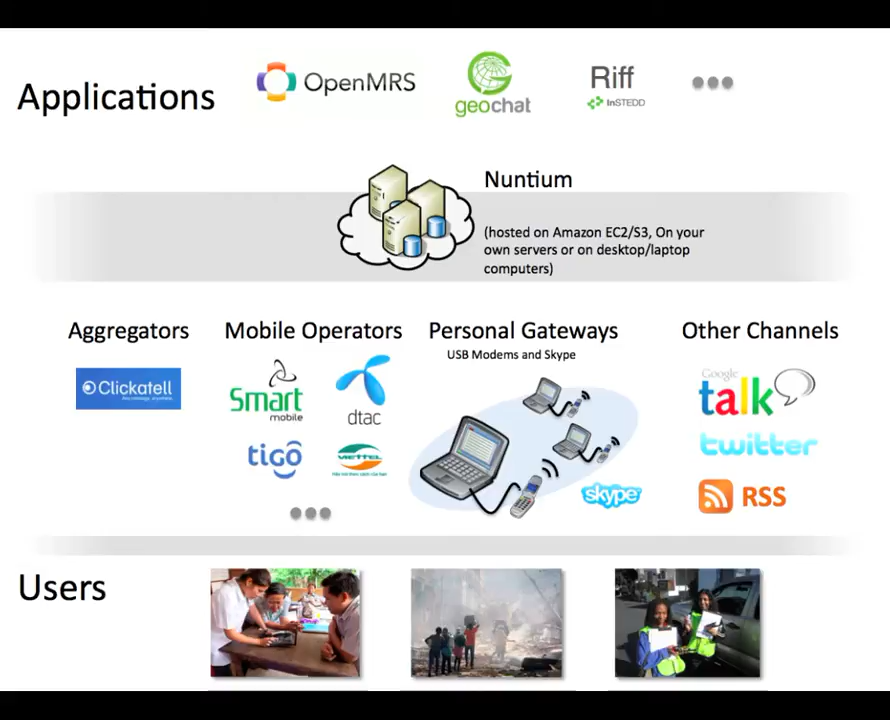 Applications
OpenMRS
geochat
Riff
InSTEDD
Nuntium
(hosted on Amazon EC2/S3, On your
own servers or on desktop/laptop
computers)
Aggregators
Mobile Operators
Personal Gateways
Other Channels
USB Modems and Skype
Clickatell
Smart
mobile
dtac
tigo
VIETTEL
skype
Google
talk
twitter
RSS
Users